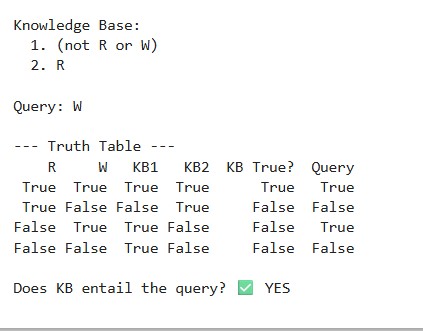 Knowledge Base:
1. (not R or W)
2. R
Query: W
--- Truth Table ---
R W KB1 KB2 KB True? Query
True True True True True True
True False False True False False
False True True False False True
False False True False False False
Does KB entail the query? ✅ YES